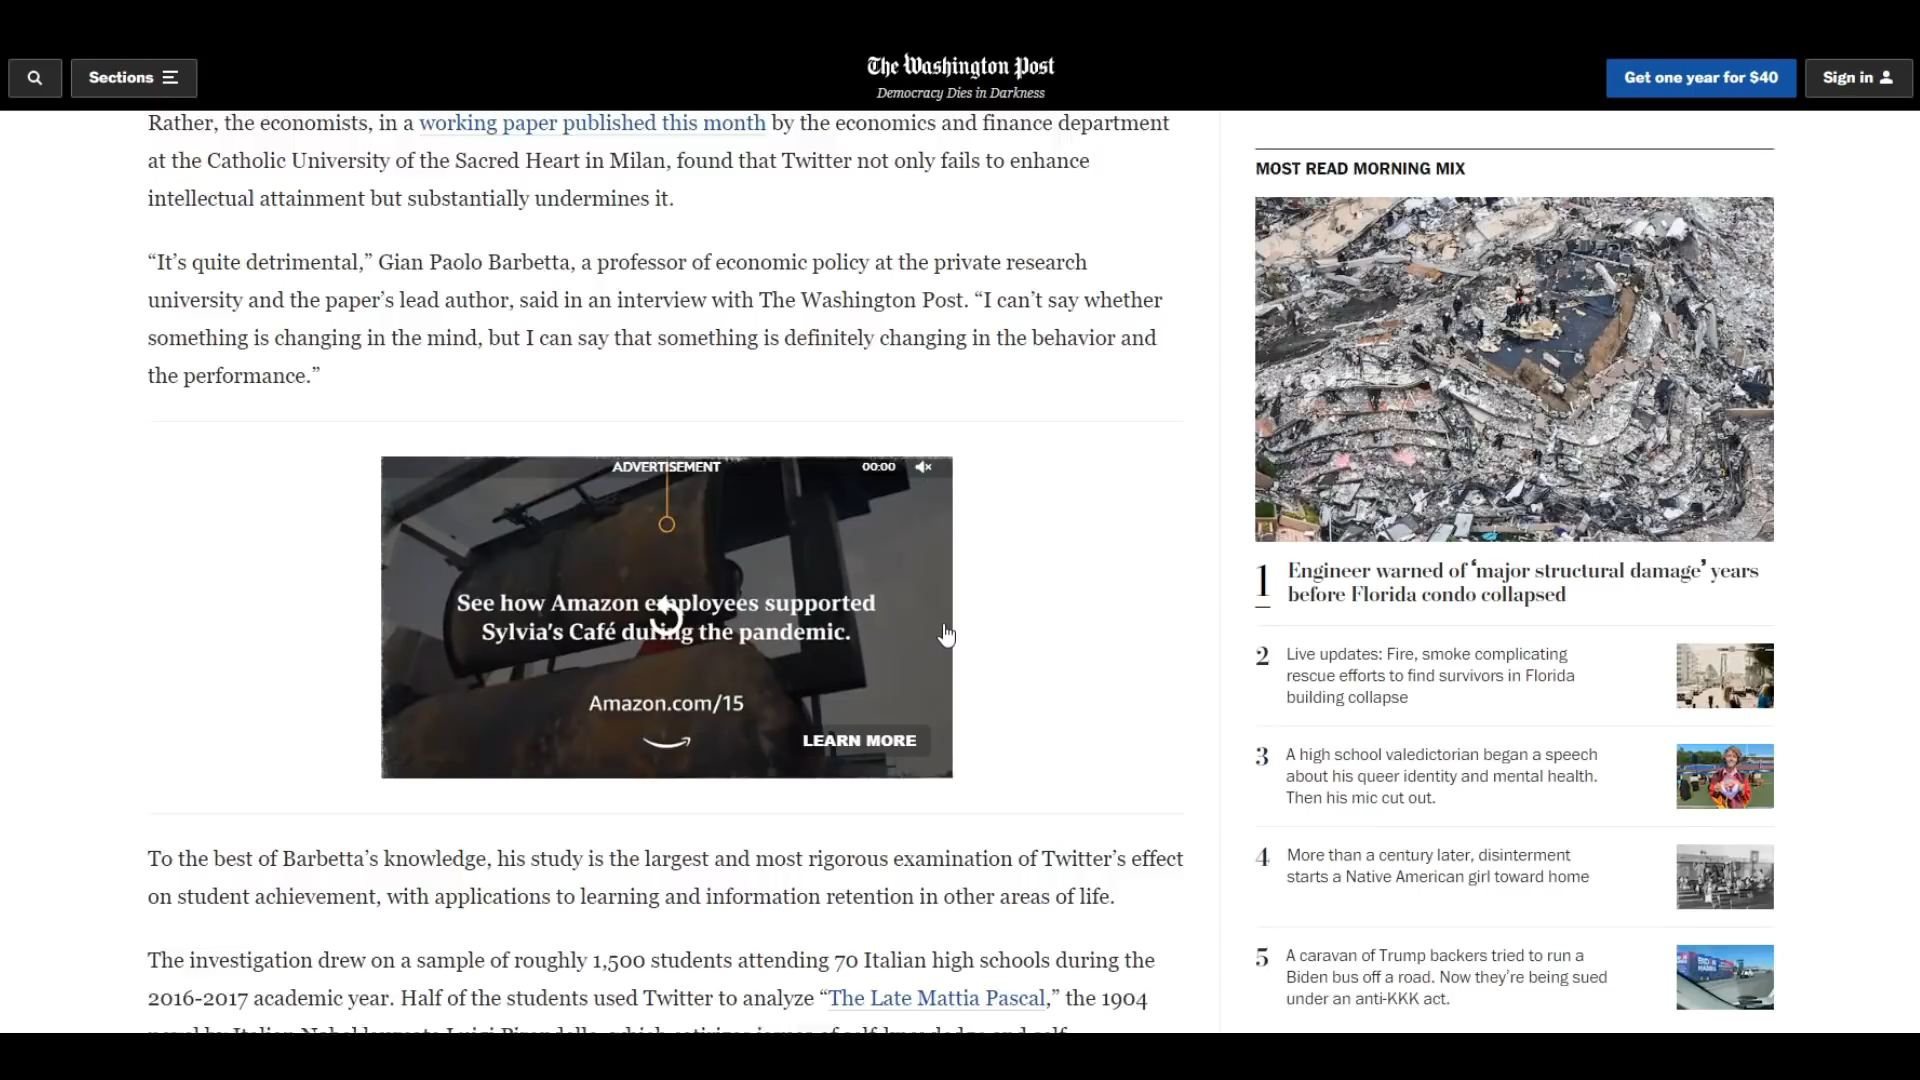 Sections
The Washington Post
Democracy Dies in Darkness
Get one year for $40
Sign in
Rather, the economists, in a working paper published this month by the economics and finance department
at the Catholic University of the Sacred Heart in Milan, found that Twitter not only fails to enhance
intellectual attainment but substantially undermines it.
“It’s quite detrimental,” Gian Paolo Barbetta, a professor of economic policy at the private research
university and the paper’s lead author, said in an interview with The Washington Post. “I can’t say whether
something is changing in the mind, but I can say that something is definitely changing in the behavior and
the performance.”
ADVERTISEMENT
00:00
See how Amazon employees supported
Sylvia’s Café during the pandemic.
Amazon.com/15
LEARN MORE
To the best of Barbetta’s knowledge, his study is the largest and most rigorous examination of Twitter’s effect
on student achievement, with applications to learning and information retention in other areas of life.
The investigation drew on a sample of roughly 1,500 students attending 70 Italian high schools during the
2016-2017 academic year. Half of the students used Twitter to analyze “The Late Mattia Pascal,” the 1904
MOST READ MORNING MIX
1
Engineer warned of ‘major structural damage’ years
before Florida condo collapsed
2
Live updates: Fire, smoke complicating
rescue efforts to find survivors in Florida
building collapse
3
A high school valedictorian began a speech
about his queer identity and mental health.
Then his mic cut out.
4
More than a century later, disinterment
starts a Native American girl toward home
5
A caravan of Trump backers tried to run a
Biden bus off a road. Now they’re being sued
under an anti-KKK act.